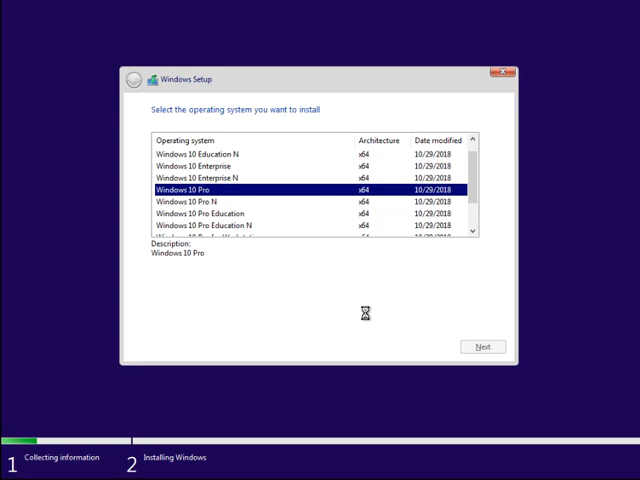 Windows Setup
Select the operating system you want to install
Operating system Architecture Date modified
Windows 10 Education N x64 10/29/2018
Windows 10 Enterprise x64 10/29/2018
Windows 10 Enterprise N x64 10/29/2018
Windows 10 Pro x64 10/29/2018
Windows 10 Pro N x64 10/29/2018
Windows 10 Pro Education x64 10/29/2018
Windows 10 Pro Education N x64 10/29/2018
Description:
Windows 10 Pro
Next
1 Collecting information 2 Installing Windows